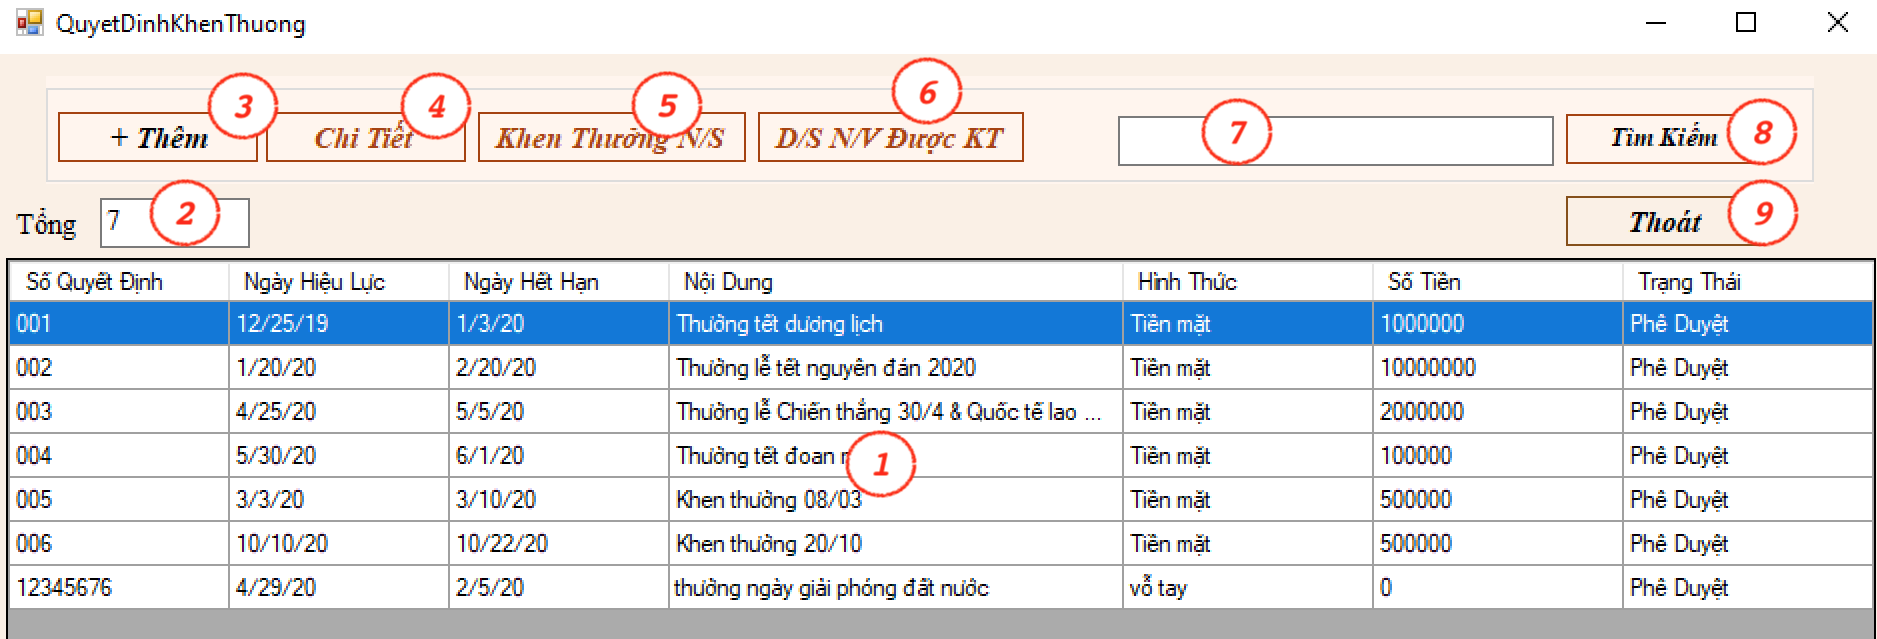 QuyetDinhKhenThuong
+ Thêm 3 Chi Tiết 4 Khen Thưởng N/S 5 D/S N/V Được KT 6 7 Tìm Kiếm 8
Tổng 7 2 Thoát 9
Số Quyết Định Ngày Hiệu Lực Ngày Hết Hạn Nội Dung Hình Thức Số Tiền Trạng Thái
001 12/25/19 1/3/20 Thưởng tết dương lịch Tiền mặt 1000000 Phê Duyệt
002 1/20/20 2/20/20 Thưởng lễ tết nguyên đán 2020 Tiền mặt 10000000 Phê Duyệt
003 4/25/20 5/5/20 Thưởng lễ Chiến thắng 30/4 & Quốc tế lao ... Tiền mặt 2000000 Phê Duyệt
004 5/30/20 6/1/20 Thưởng tết đoan 1 Tiền mặt 100000 Phê Duyệt
005 3/3/20 3/10/20 Khen thưởng 08/03 Tiền mặt 500000 Phê Duyệt
006 10/10/20 10/22/20 Khen thưởng 20/10 Tiền mặt 500000 Phê Duyệt
12345676 4/29/20 2/5/20 thưởng ngày giải phóng đất nước vỗ tay 0 Phê Duyệt